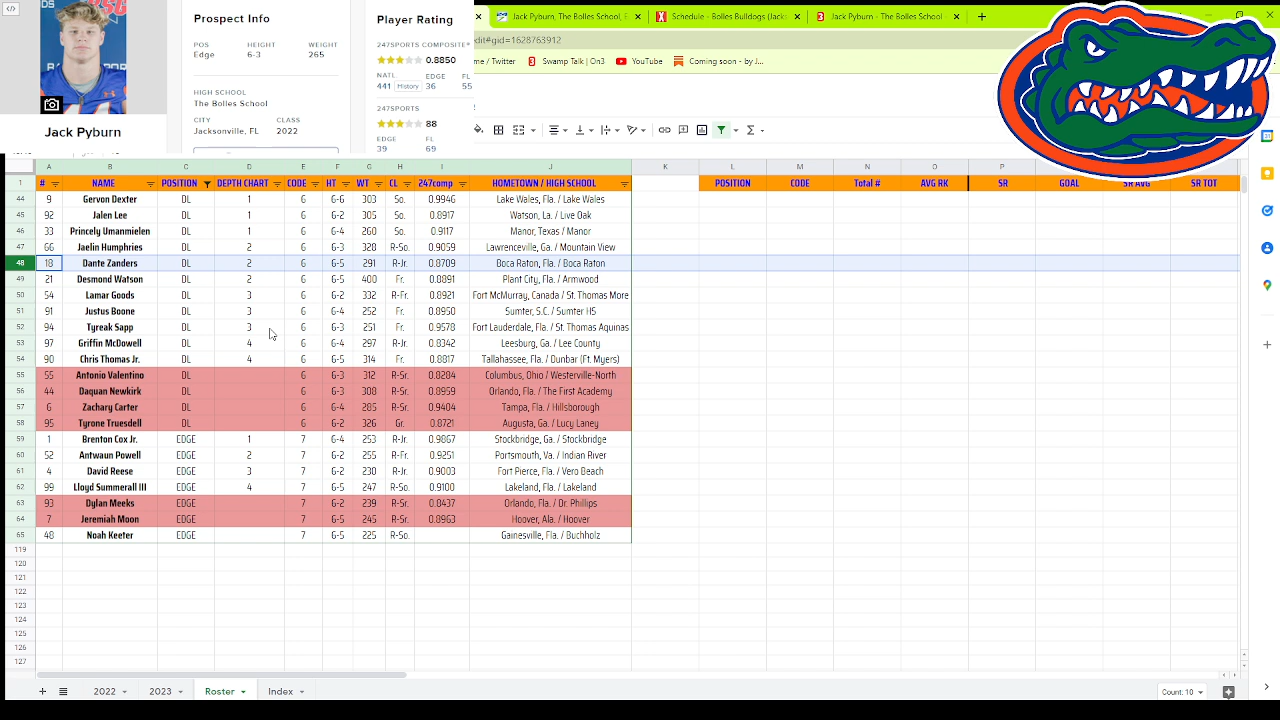 Jack Pyburn
Prospect Info
POS HEIGHT WEIGHT
Edge 6-3 265
HIGH SCHOOL
The Bolles School
CITY CLASS
Jacksonville, FL 2022
Player Rating
247SPORTS COMPOSITE®
0.8850
NATL EDGE FL
441 History 36 55
247SPORTS
88
EDGE FL
39 69
Jack Pyburn, The Bolles School, E
Schedule - Bolles Bulldogs (Jacks
Jack Pyburn - The Bolles School
edit#gid=1628763912
me / Twitter Swamp Talk | On3 YouTube Coming soon - by J...
A B C D E F G H I J K L M N O P Q R
1 # NAME POSITION DEPTH CHART CODE HT WT CL 247comp HOMETOWN / HIGH SCHOOL POSITION CODE Total # AVG RK SR GOAL SR AVG SR TOT
44 9 Gervon Dexter DL 1 6 6-6 303 So. 0.9946 Lake Wales, Fla. / Lake Wales
45 92 Jalen Lee DL 1 6 6-2 305 So. 0.8917 Watson, La. / Live Oak
46 33 Princely Umanmielen DL 1 6 6-4 260 So. 0.9117 Manor, Texas / Manor
47 66 Jaelin Humphries DL 2 6 6-3 328 R-So. 0.9059 Lawrenceville, Ga. / Mountain View
48 18 Dante Zanders DL 2 6 6-5 291 R-Jr. 0.8709 Boca Raton, Fla. / Boca Raton
49 21 Desmond Watson DL 2 6 6-5 400 Fr. 0.8891 Plant City, Fla. / Armwood
50 54 Lamar Goods DL 3 6 6-2 332 R-Fr. 0.8921 Fort McMurray, Canada / St. Thomas More
51 91 Justus Boone DL 3 6 6-4 252 Fr. 0.8950 Sumter, S.C. / Sumter HS
52 94 Tyreak Sapp DL 3 6 6-3 251 Fr. 0.9578 Fort Lauderdale, Fla. / St. Thomas Aquinas
53 97 Griffin McDowell DL 4 6 6-4 297 R-Jr. 0.8342 Leesburg, Ga. / Lee County
54 90 Chris Thomas Jr. DL 4 6 6-5 314 Fr. 0.8817 Tallahassee, Fla. / Dunbar (Ft. Myers)
55 55 Antonio Valentino DL 6 6-3 312 R-Sr. 0.8284 Columbus, Ohio / Westerville-North
56 44 Daquan Newkirk DL 6 6-3 308 R-Sr. 0.8959 Orlando, Fla. / The First Academy
57 6 Zachary Carter DL 6 6-4 285 R-Sr. 0.9404 Tampa, Fla. / Hillsborough
58 95 Tyrone Truesdell DL 6 6-2 326 Gr. 0.8721 Augusta, Ga. / Lucy Laney
59 1 Brenton Cox Jr. EDGE 1 7 6-4 253 R-Jr. 0.9867 Stockbridge, Ga. / Stockbridge
60 52 Antwaun Powell EDGE 2 7 6-2 255 R-Fr. 0.9251 Portsmouth, Va. / Indian River
61 4 David Reese EDGE 3 7 6-2 230 R-Jr. 0.9003 Fort Pierce, Fla. / Vero Beach
62 99 Lloyd Summerall III EDGE 4 7 6-5 247 R-So. 0.9100 Lakeland, Fla. / Lakeland
63 93 Dylan Meeks EDGE 7 6-2 239 R-Sr. 0.8437 Orlando, Fla. / Dr. Phillips
64 7 Jeremiah Moon EDGE 7 6-5 245 R-Sr. 0.8963 Hoover, Ala. / Hoover
65 48 Noah Keeter EDGE 7 6-5 225 R-So. Gainesville, Fla. / Buchholz
119
120
121
122
123
124
125
126
127
2022 2023 Roster Index
Count: 10